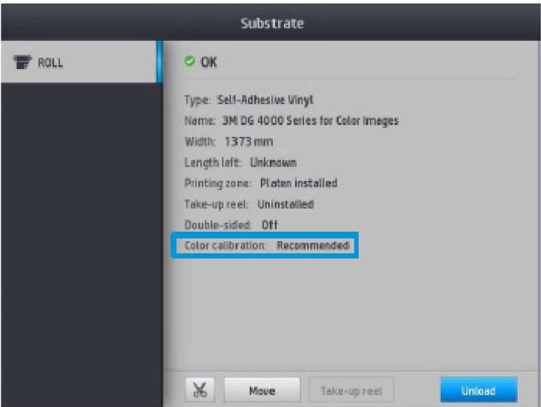 Substrate
ROLL
OK
Type: Self-Adhesive Vinyl
Name: 3M DG 4000 Series for Color Images
Width: 1373 mm
Length left: Unknown
Printing zone: Platen installed
Take-up reel: Uninstalled
Double-sided: Off
Color calibration: Recommended
Move
Take-up reel
Unload